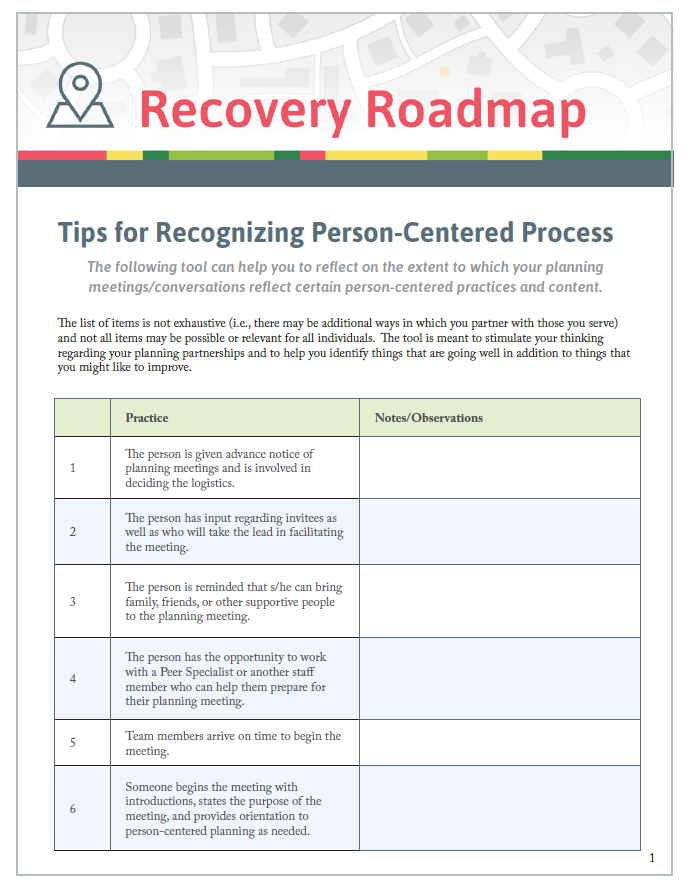 Recovery Roadmap
Tips for Recognizing Person-Centered Process
The following tool can help you to reflect on the extent to which your planning
meetings/conversations reflect certain person-centered practices and content.
The list of items is not exhaustive (i.e., there may be additional ways in which you partner with those you serve)
and not all items may be possible or relevant for all individuals.  The tool is meant to stimulate your thinking
regarding your planning partnerships and to help you identify things that are going well in addition to things that
you might like to improve.
Practice
Notes/Observations
1
The person is given advance notice of
planning meetings and is involved in
deciding the logistics.
2
The person has input regarding invitees as
well as who will take the lead in facilitating
the meeting.
3
The person is reminded that s/he can bring
family, friends, or other supportive people
to the planning meeting.
4
The person has the opportunity to work
with a Peer Specialist or another staff
member who can help them prepare for
their planning meeting.
5
Team members arrive on time to begin the
meeting.
6
Someone begins the meeting with
introductions, states the purpose of the
meeting, and provides orientation to
person-centered planning as needed.
1